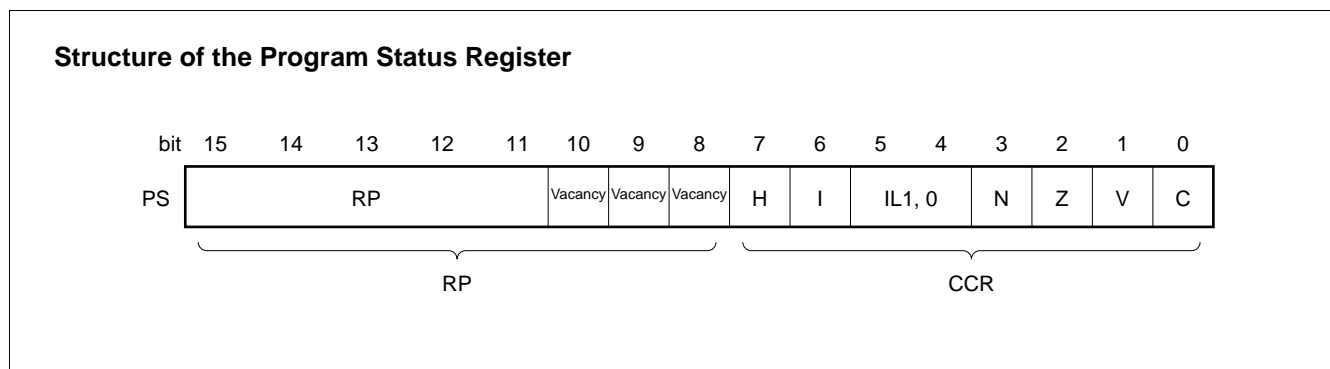 Structure of the Program Status Register
bit 15 14 13 12 11 10 9 8 7 6 5 4 3 2 1 0
PS RP Vacancy Vacancy Vacancy H I IL1, 0 N Z V C
RP CCR